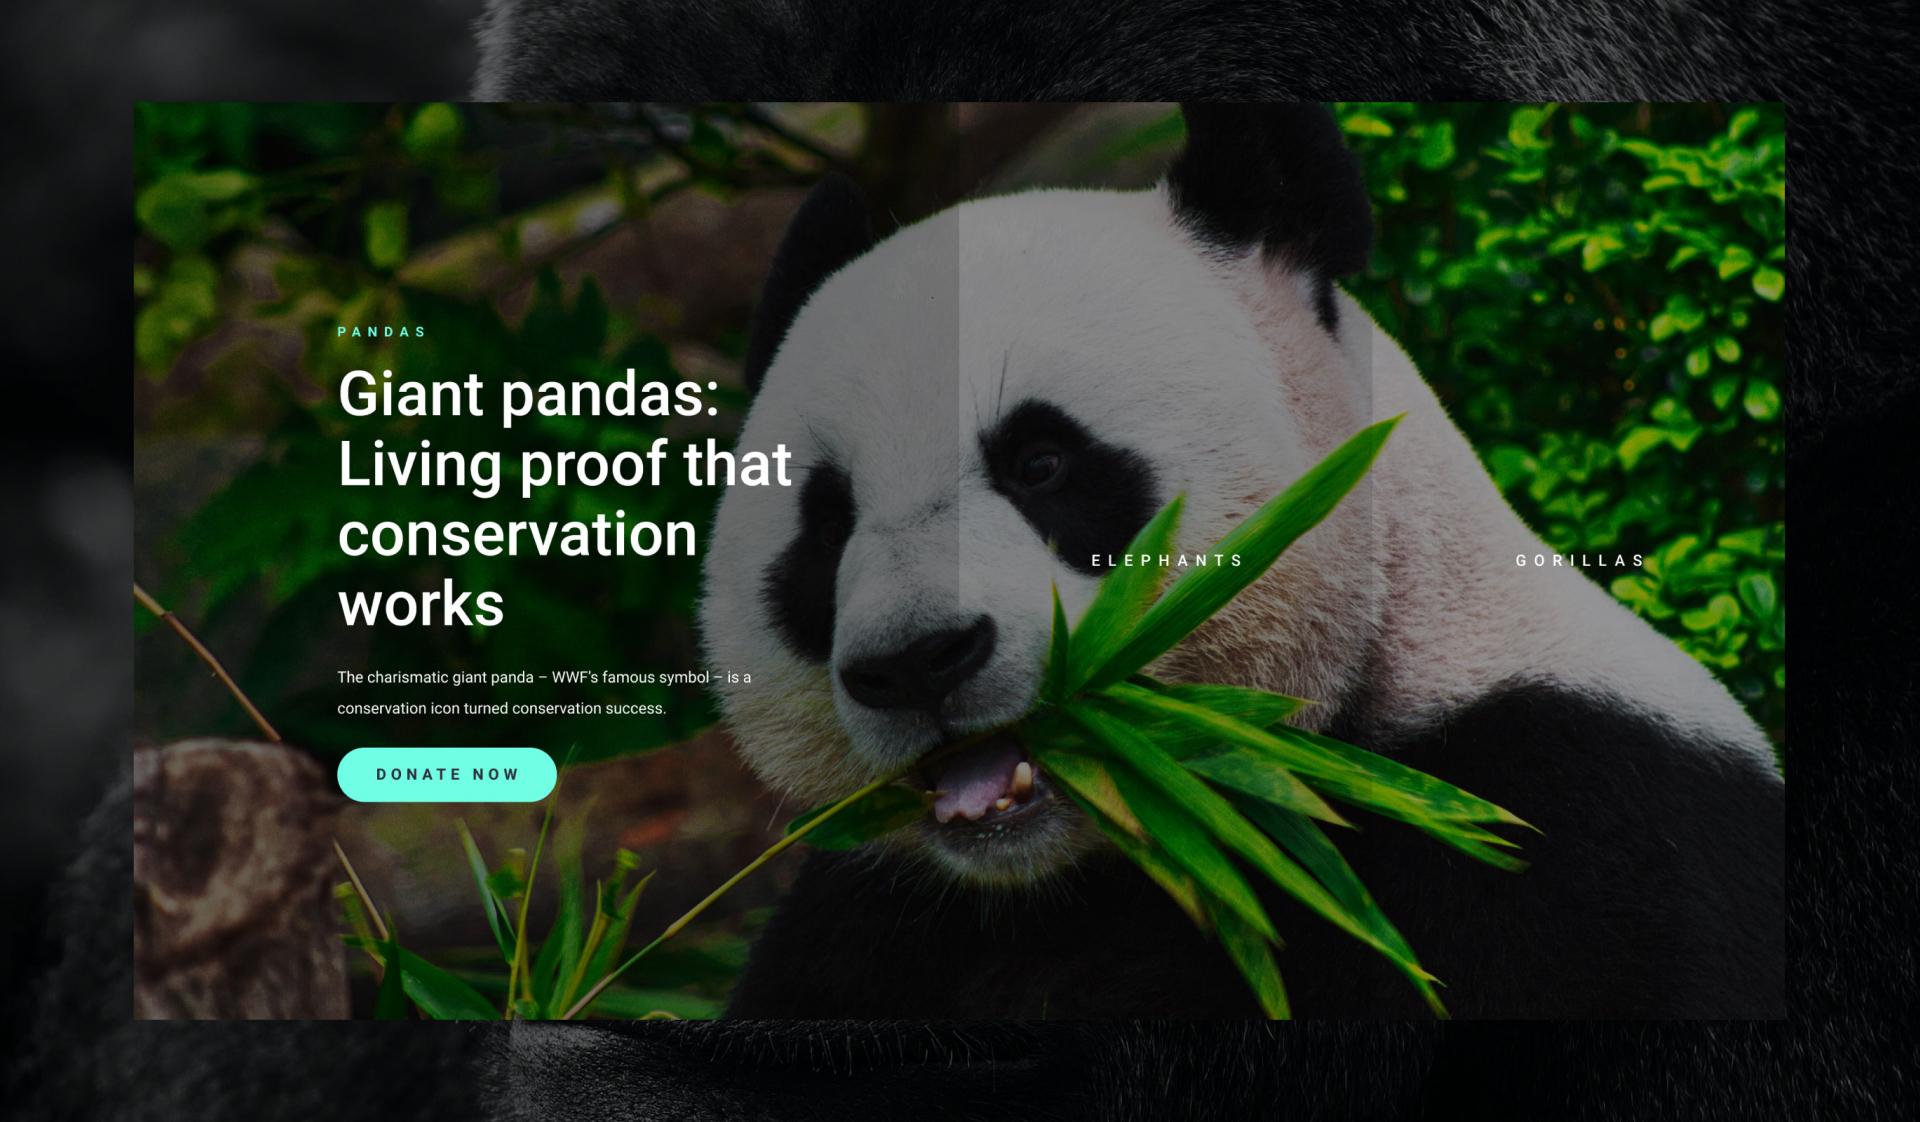 PANDAS
Giant pandas:
Living proof that
conservation
works
The charismatic giant panda – WWF's famous symbol – is a
conservation icon turned conservation success.
DONATE NOW
ELEPHANTS
GORILLAS